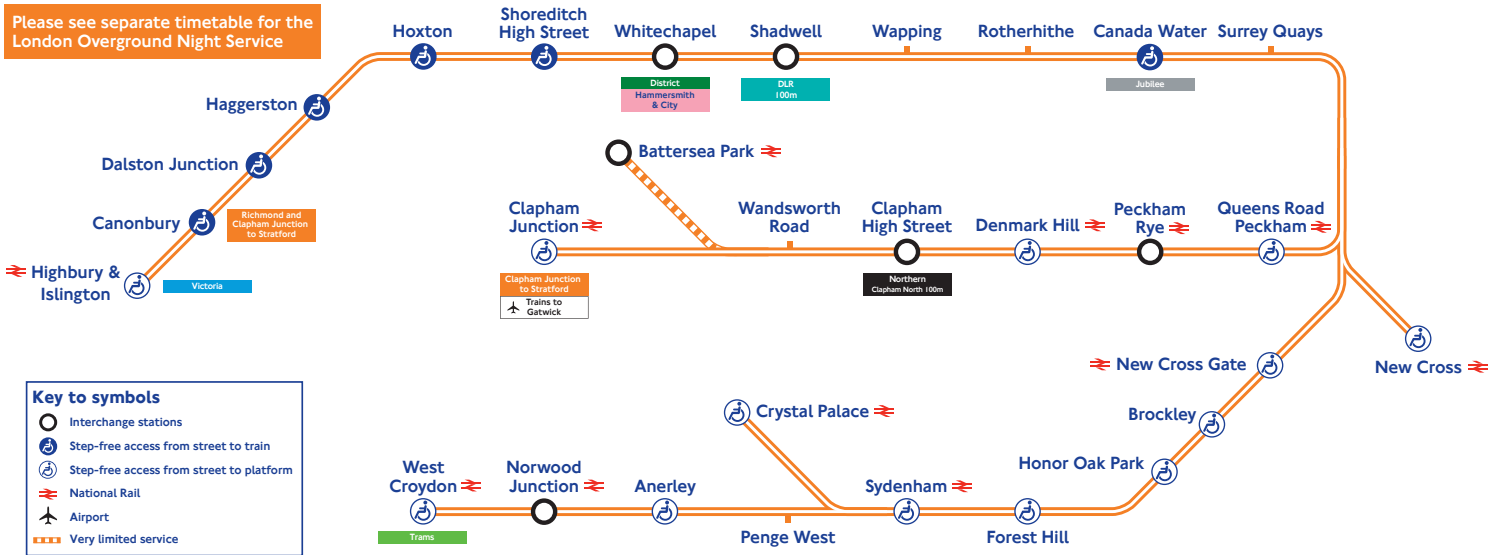 Please see separate timetable for the
London Overground Night Service
Hoxton
Shoreditch
High Street
Whitechapel
Shadwell
Wapping
Rotherhithe
Canada Water
Surrey Quays
District
Hammersmith
& City
DLR
100m
Jubilee
Haggerston
Dalston Junction
Canonbury
Richmond and
Clapham Junction
to Stratford
Highbury &
Islington
Victoria
Battersea Park
Clapham
Junction
Wandsworth
Road
Clapham
High Street
Denmark Hill
Peckham
Rye
Queens Road
Peckham
Clapham Junction
to Stratford
Trains to
Gatwick
Northern
Clapham North 100m
New Cross Gate
New Cross
Brockley
Crystal Palace
Honor Oak Park
West
Croydon
Norwood
Junction
Anerley
Sydenham
Trams
Penge West
Forest Hill
Key to symbols
Interchange stations
Step-free access from street to train
Step-free access from street to platform
National Rail
Airport
Very limited service